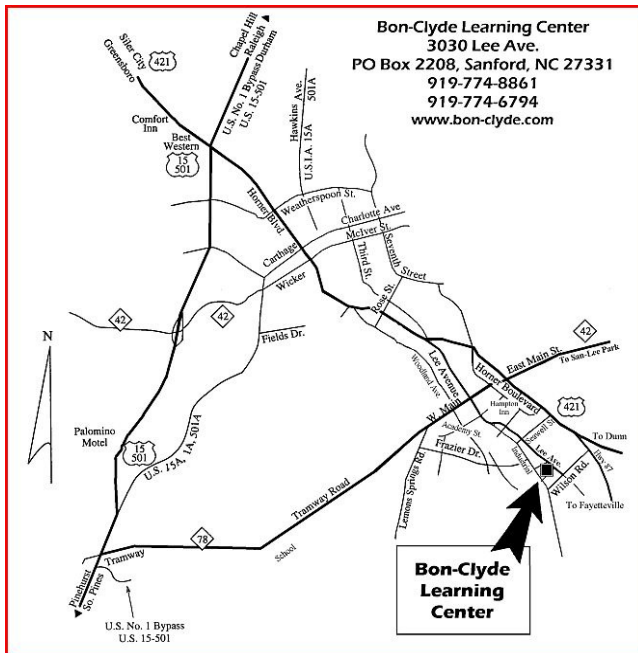 Bon-Clyde Learning Center
3030 Lee Ave.
PO Box 2208, Sanford, NC 27331
919-774-8861
919-774-6794
www.bon-clyde.com
Siler City
Greensboro
421
Chapel Hill
Raleigh
Durham
U.S. No. 1 Bypass
U.S. 15-501
Comfort
Inn
Best
Western
15
501
Hawkins Ave.
U.S.I.A. 15A
501A
Horner Blvd.
Weatherspoon St.
Charlotte Ave
McIver St.
Carthage
Wicker
Third St.
Seventh
Street
Rose St.
42
42
Fields Dr.
N
42
East Main St.
To San-Lee Park
Lee Avenue
Woodland Ave.
Horner Boulevard
W. Main
Hampton
Inn
421
Palomino
Motel
15
501
U.S. 15A, 1A, 501A
Academy St.
Seawell St.
To Dunn
Frazier Dr.
Industrial
Lee Ave.
Wilson Rd.
Hwy 87
Lemons Springs Rd.
To Fayetteville
Tramway Road
78
School
Tramway
Pinehurst
So. Pines
U.S. No. 1 Bypass
U.S. 15-501
Bon-Clyde
Learning
Center